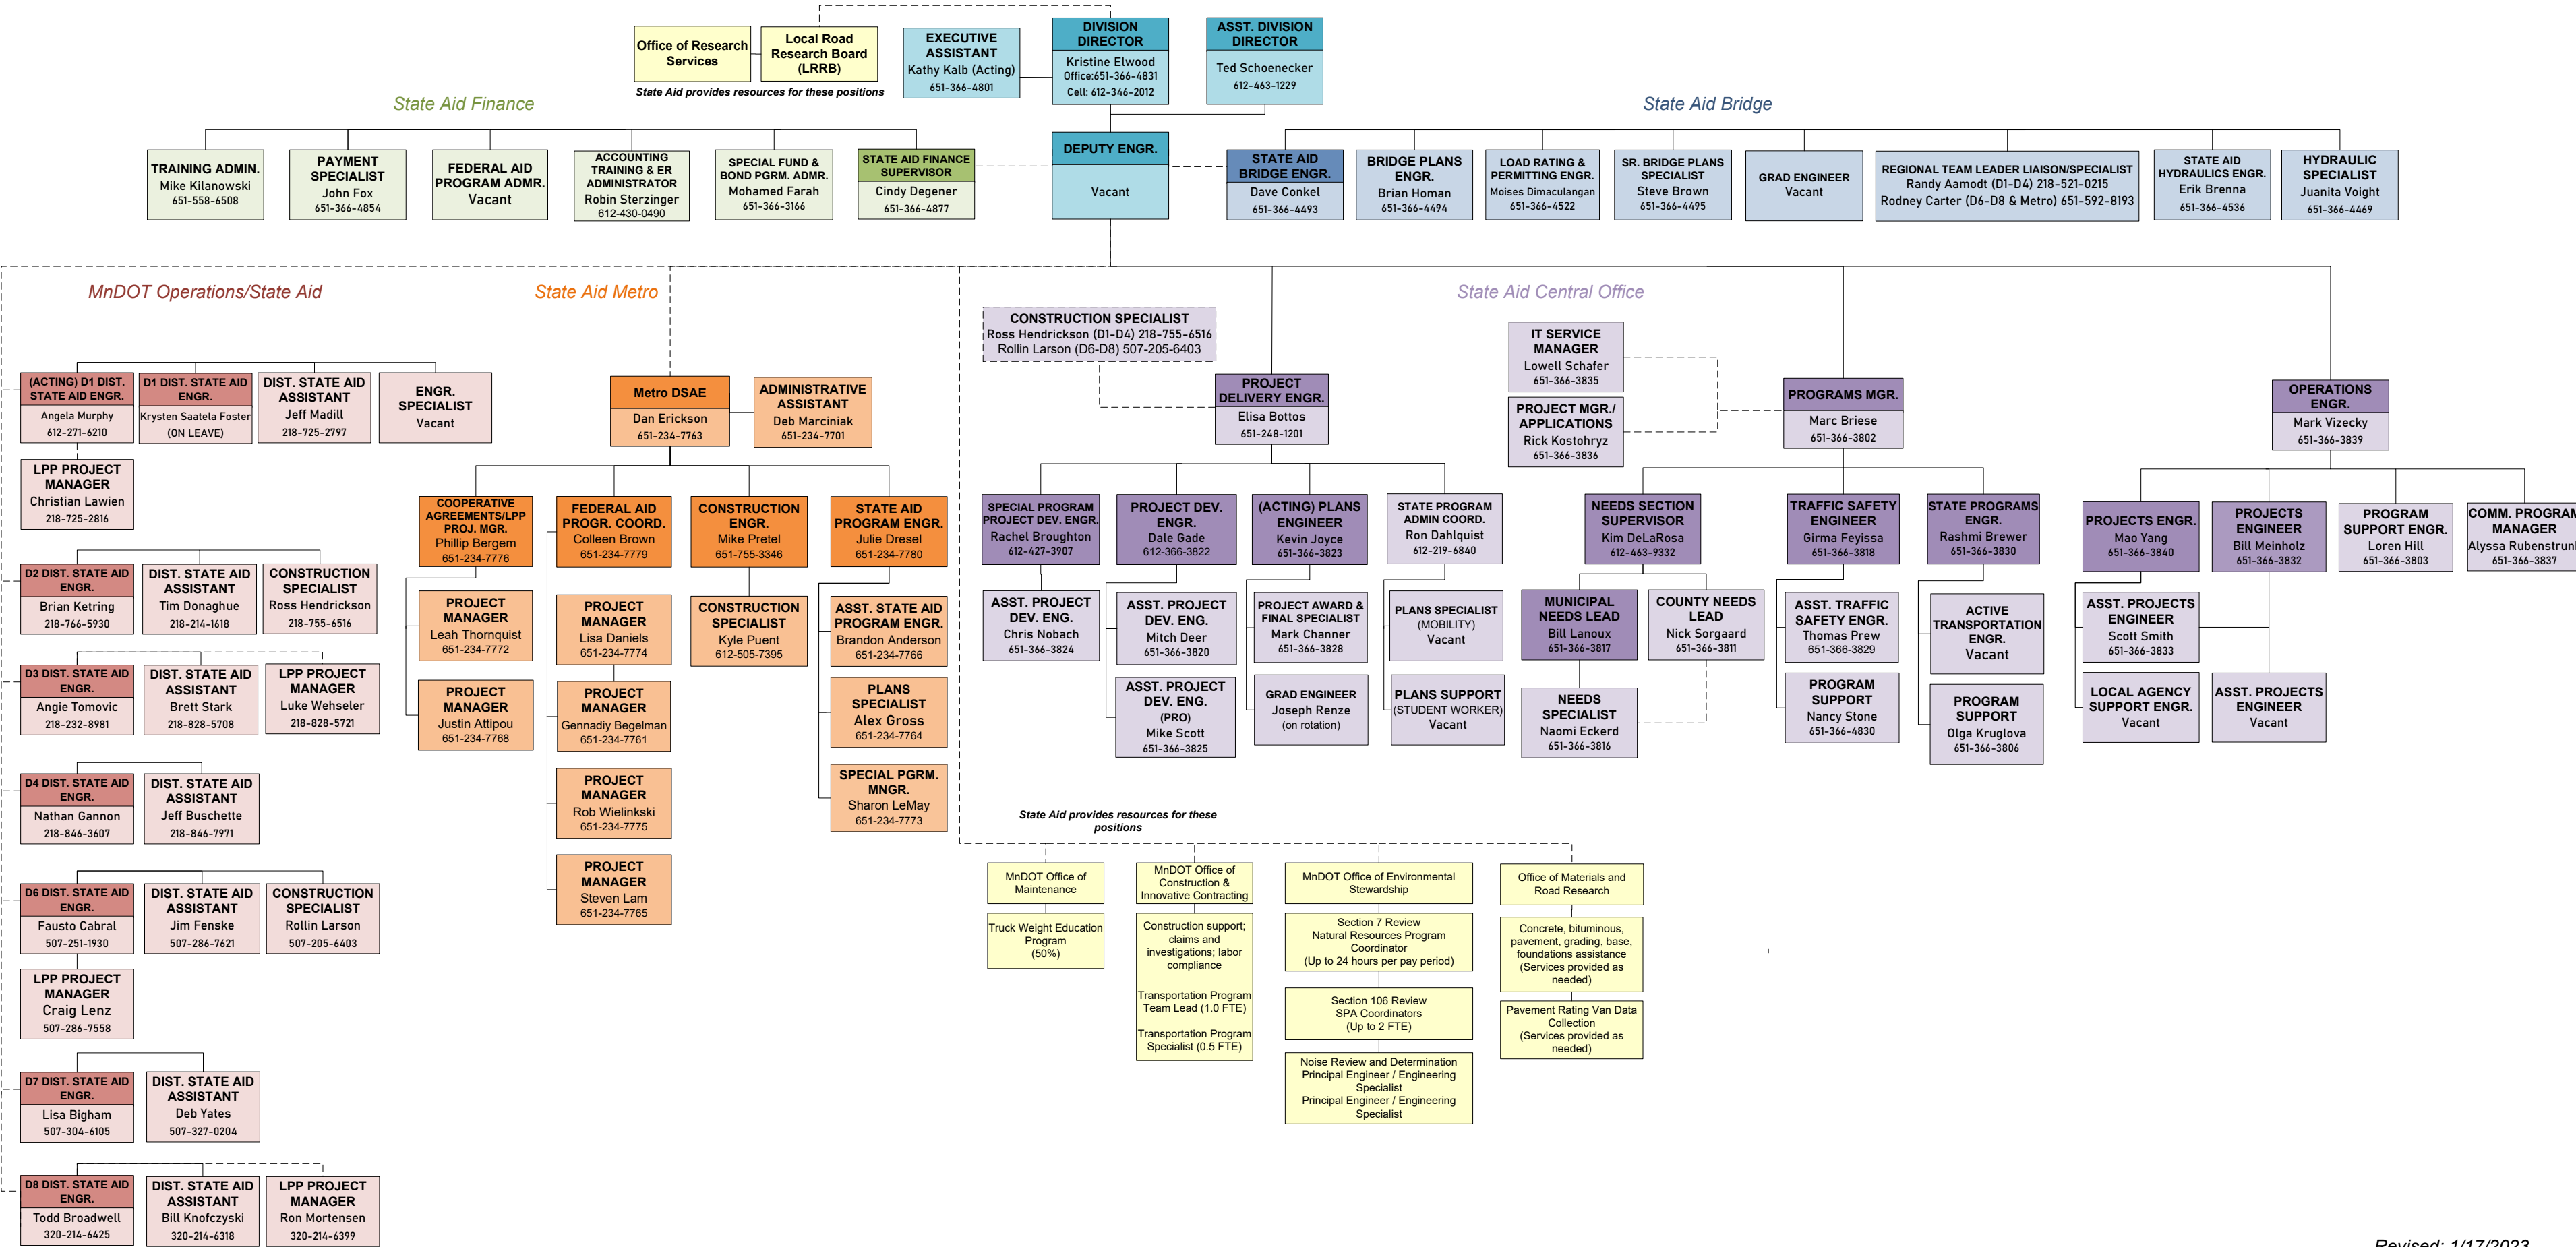 Office of Research
Services
Local Road
Research Board
(LRRB)
State Aid provides resources for these positions
EXECUTIVE
ASSISTANT
Kathy Kalb (Acting)
651-366-4801
DIVISION
DIRECTOR
Kristine Elwood
Office:651-366-4831
Cell: 612-346-2012
ASST. DIVISION
DIRECTOR
Ted Schoenecker
612-463-1229
State Aid Finance
State Aid Bridge
TRAINING ADMIN.
Mike Kilanowski
651-558-6508
PAYMENT
SPECIALIST
John Fox
651-366-4854
FEDERAL AID
PROGRAM ADMR.
Vacant
ACCOUNTING
TRAINING & ER
ADMINISTRATOR
Robin Sterzinger
612-430-0490
SPECIAL FUND &
BOND PGRM. ADMR.
Mohamed Farah
651-366-3166
STATE AID FINANCE
SUPERVISOR
Cindy Degener
651-366-4877
DEPUTY ENGR.
Vacant
STATE AID
BRIDGE ENGR.
Dave Conkel
651-366-4493
BRIDGE PLANS
ENGR.
Brian Homan
651-366-4494
LOAD RATING &
PERMITTING ENGR.
Moises Dimaculangan
651-366-4522
SR. BRIDGE PLANS
SPECIALIST
Steve Brown
651-366-4495
GRAD ENGINEER
Vacant
REGIONAL TEAM LEADER LIAISON/SPECIALIST
Randy Aamodt (D1-D4) 218-521-0215
Rodney Carter (D6-D8 & Metro) 651-592-8193
STATE AID
HYDRAULICS ENGR.
Erik Brenna
651-366-4536
HYDRAULIC
SPECIALIST
Juanita Voight
651-366-4469
MnDOT Operations/State Aid
State Aid Metro
State Aid Central Office
(ACTING) D1 DIST.
STATE AID ENGR.
Angela Murphy
612-271-6210
D1 DIST. STATE AID
ENGR.
Krysten Saatela Foster
(ON LEAVE)
DIST. STATE AID
ASSISTANT
Jeff Madill
218-725-2797
ENGR.
SPECIALIST
Vacant
LPP PROJECT
MANAGER
Christian Lawien
218-725-2816
D2 DIST. STATE AID
ENGR.
Brian Ketring
218-766-5930
DIST. STATE AID
ASSISTANT
Tim Donaghue
218-214-1618
CONSTRUCTION
SPECIALIST
Ross Hendrickson
218-755-6516
D3 DIST. STATE AID
ENGR.
Angie Tomovic
218-232-8981
DIST. STATE AID
ASSISTANT
Brett Stark
218-828-5708
LPP PROJECT
MANAGER
Luke Wehseler
218-828-5721
D4 DIST. STATE AID
ENGR.
Nathan Gannon
218-846-3607
DIST. STATE AID
ASSISTANT
Jeff Buschette
218-846-7971
D6 DIST. STATE AID
ENGR.
Fausto Cabral
507-251-1930
DIST. STATE AID
ASSISTANT
Jim Fenske
507-286-7621
CONSTRUCTION
SPECIALIST
Rollin Larson
507-205-6403
LPP PROJECT
MANAGER
Craig Lenz
507-286-7558
D7 DIST. STATE AID
ENGR.
Lisa Bigham
507-304-6105
DIST. STATE AID
ASSISTANT
Deb Yates
507-327-0204
D8 DIST. STATE AID
ENGR.
Todd Broadwell
320-214-6425
DIST. STATE AID
ASSISTANT
Bill Knofczyski
320-214-6318
LPP PROJECT
MANAGER
Ron Mortensen
320-214-6399
Metro DSAE
Dan Erickson
651-234-7763
ADMINISTRATIVE
ASSISTANT
Deb Marciniak
651-234-7701
COOPERATIVE
AGREEMENTS/LPP
PROJ. MGR.
Phillip Bergem
651-234-7776
PROJECT
MANAGER
Leah Thornquist
651-234-7772
PROJECT
MANAGER
Justin Attipou
651-234-7768
FEDERAL AID
PROGR. COORD.
Colleen Brown
651-234-7779
PROJECT
MANAGER
Lisa Daniels
651-234-7774
PROJECT
MANAGER
Gennadiy Begelman
651-234-7761
PROJECT
MANAGER
Rob Wielinkski
651-234-7775
PROJECT
MANAGER
Steven Lam
651-234-7765
CONSTRUCTION
ENGR.
Mike Pretel
651-755-3346
CONSTRUCTION
SPECIALIST
Kyle Puent
612-505-7395
STATE AID
PROGRAM ENGR.
Julie Dresel
651-234-7780
ASST. STATE AID
PROGRAM ENGR.
Brandon Anderson
651-234-7766
PLANS
SPECIALIST
Alex Gross
651-234-7764
SPECIAL PGRM.
MNGR.
Sharon LeMay
651-234-7773
CONSTRUCTION SPECIALIST
Ross Hendrickson (D1-D4) 218-755-6516
Rollin Larson (D6-D8) 507-205-6403
PROJECT
DELIVERY ENGR.
Elisa Bottos
651-248-1201
IT SERVICE
MANAGER
Lowell Schafer
651-366-3835
PROJECT MGR./
APPLICATIONS
Rick Kostohryz
651-366-3836
PROGRAMS MGR.
Marc Briese
651-366-3802
OPERATIONS
ENGR.
Mark Vizecky
651-366-3839
SPECIAL PROGRAM
PROJECT DEV. ENGR.
Rachel Broughton
612-427-3907
ASST. PROJECT
DEV. ENG.
Chris Nobach
651-366-3824
PROJECT DEV.
ENGR.
Dale Gade
612-366-3822
ASST. PROJECT
DEV. ENG.
Mitch Deer
651-366-3820
ASST. PROJECT
DEV. ENG.
(PRO)
Mike Scott
651-366-3825
(ACTING) PLANS
ENGINEER
Kevin Joyce
651-366-3823
PROJECT AWARD &
FINAL SPECIALIST
Mark Channer
651-366-3828
GRAD ENGINEER
Joseph Renze
(on rotation)
STATE PROGRAM
ADMIN COORD.
Ron Dahlquist
612-219-6840
PLANS SPECIALIST
(MOBILITY)
Vacant
PLANS SUPPORT
(STUDENT WORKER)
Vacant
NEEDS SECTION
SUPERVISOR
Kim DeLaRosa
612-463-9332
MUNICIPAL
NEEDS LEAD
Bill Lanoux
651-366-3817
COUNTY NEEDS
LEAD
Nick Sorgaard
651-366-3811
NEEDS
SPECIALIST
Naomi Eckerd
651-366-3816
TRAFFIC SAFETY
ENGINEER
Girma Feyissa
651-366-3818
ASST. TRAFFIC
SAFETY ENGR.
Thomas Prew
651-366-3829
PROGRAM
SUPPORT
Nancy Stone
651-366-4830
STATE PROGRAMS
ENGR.
Rashmi Brewer
651-366-3830
ACTIVE
TRANSPORTATION
ENGR.
Vacant
PROGRAM
SUPPORT
Olga Kruglova
651-366-3806
PROJECTS ENGR.
Mao Yang
651-366-3840
ASST. PROJECTS
ENGINEER
Scott Smith
651-366-3833
LOCAL AGENCY
SUPPORT ENGR.
Vacant
PROJECTS
ENGINEER
Bill Meinholz
651-366-3832
ASST. PROJECTS
ENGINEER
Vacant
PROGRAM
SUPPORT ENGR.
Loren Hill
651-366-3803
COMM. PROGRAM
MANAGER
Alyssa Rubenstrunk
651-366-3837
State Aid provides resources for these
positions
MnDOT Office of
Maintenance
Truck Weight Education
Program
(50%)
MnDOT Office of
Construction &
Innovative Contracting
Construction support;
claims and
investigations; labor
compliance
Transportation Program
Team Lead (1.0 FTE)
Transportation Program
Specialist (0.5 FTE)
MnDOT Office of Environmental
Stewardship
Section 7 Review
Natural Resources Program
Coordinator
(Up to 24 hours per pay period)
Section 106 Review
SPA Coordinators
(Up to 2 FTE)
Noise Review and Determination
Principal Engineer / Engineering
Specialist
Principal Engineer / Engineering
Specialist
Office of Materials and
Road Research
Concrete, bituminous,
pavement, grading, base,
foundations assistance
(Services provided as
needed)
Pavement Rating Van Data
Collection
(Services provided as
needed)
Revised: 1/17/2023